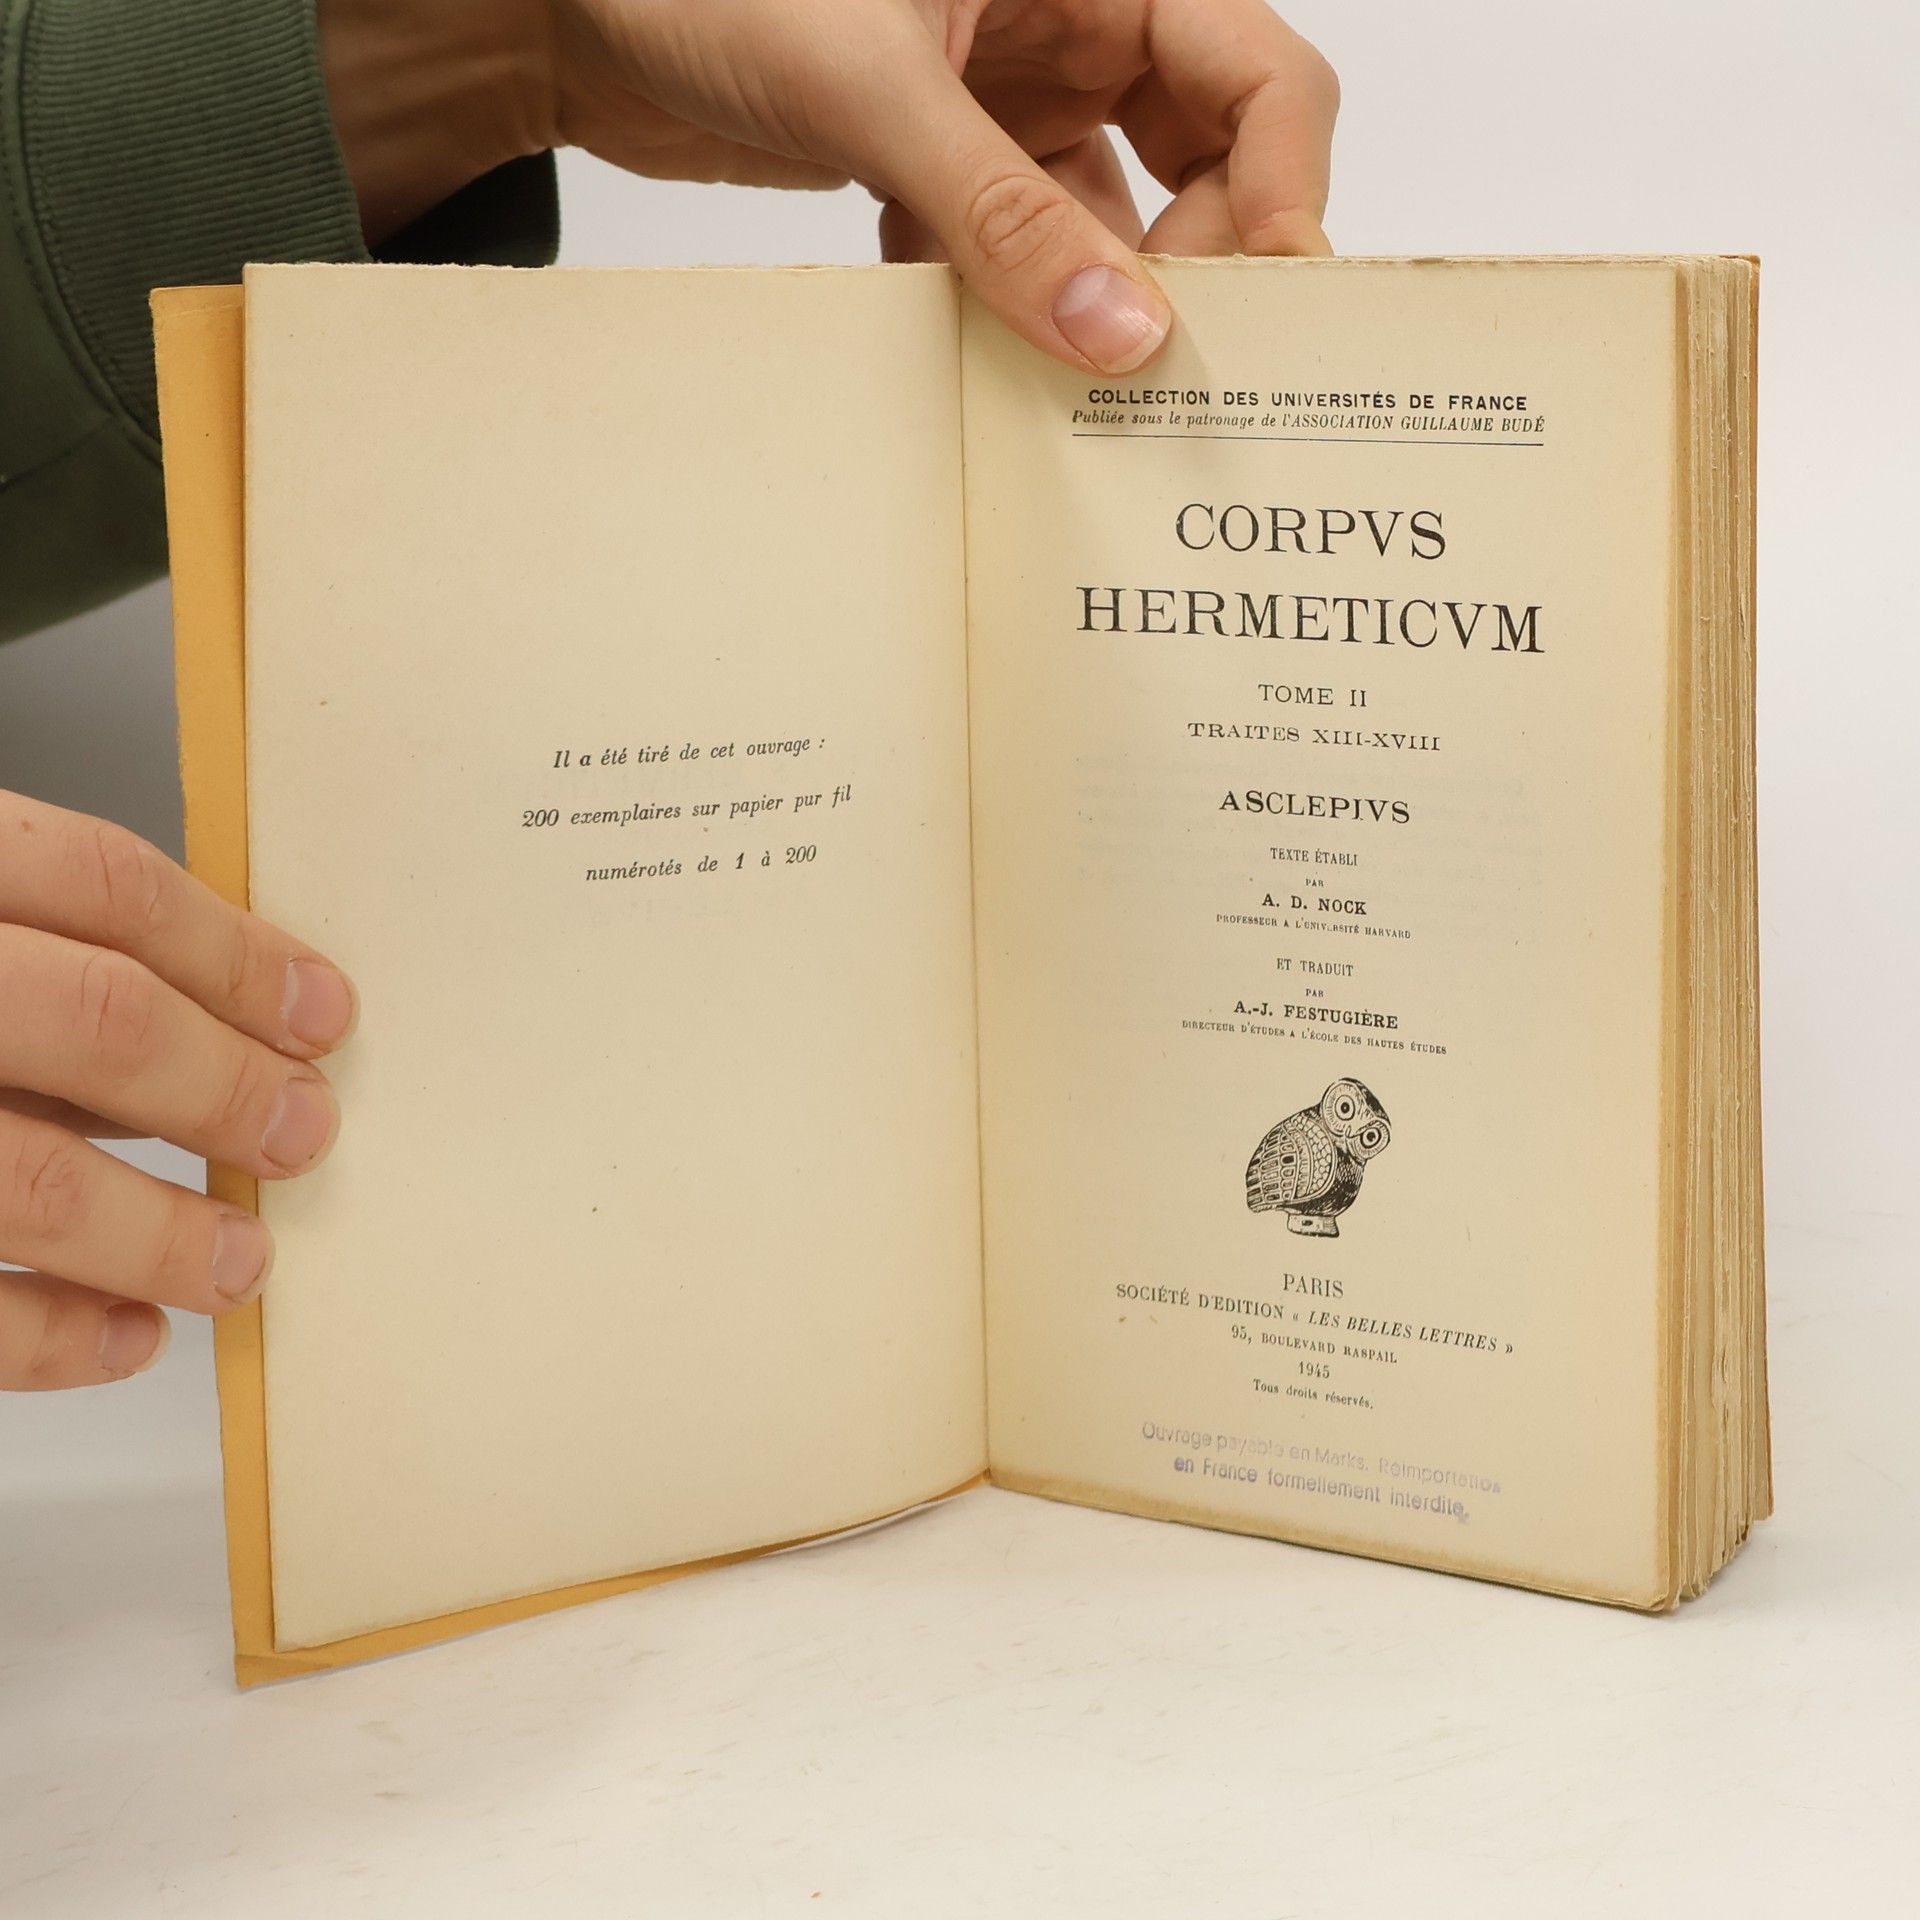 Il a été tiré de cet ouvrage :
200 exemplaires sur papier pur fil
numérotés de 1 à 200
COLLECTION DES UNIVERSITÉS DE FRANCE
Publiée sous le patronage de l'ASSOCIATION GUILLAUME BUDÉ
CORPVS
HERMETICVM
TOME II
TRAITES XIII-XVIII
ASCLEPIVS
TEXTE ÉTABLI
PAR
A. D. NOCK
PROFESSEUR A L'UNIVERSITÉ HARVARD
ET TRADUIT
PAR
A.-J. FESTUGIÈRE
DIRECTEUR D'ÉTUDES A L'ÉCOLE DES HAUTES ÉTUDES
PARIS
SOCIÉTÉ D'EDITION « LES BELLES LETTRES »
95, BOULEVARD RASPAIL
1945
Tous droits réservés.
Ouvrage payable en Marks. Réimportation
en France formellement interdite.